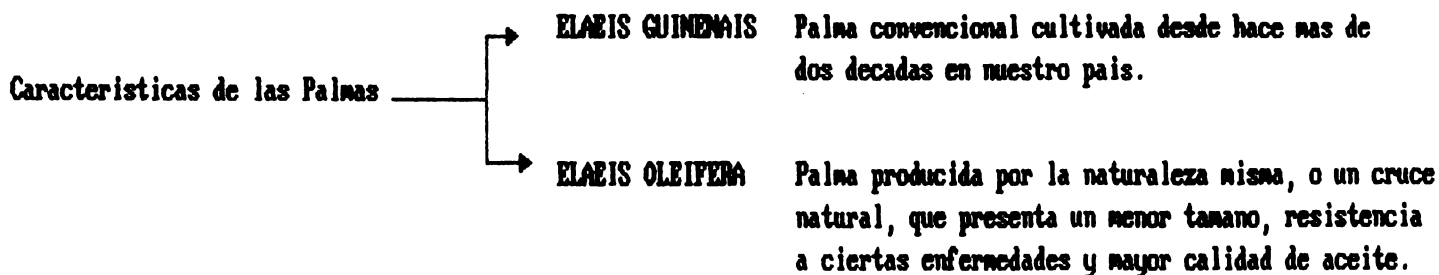 ELAEIS GUINENAIS Palma convencional cultivada desde hace mas de
dos decadas en nuestro pais.
Caracteristicas de las Palmas
ELAEIS OLEIFERA Palma producida por la naturaleza misma, o un cruce
natural, que presenta un menor tamano, resistencia
a ciertas enfermedades y mayor calidad de aceite.